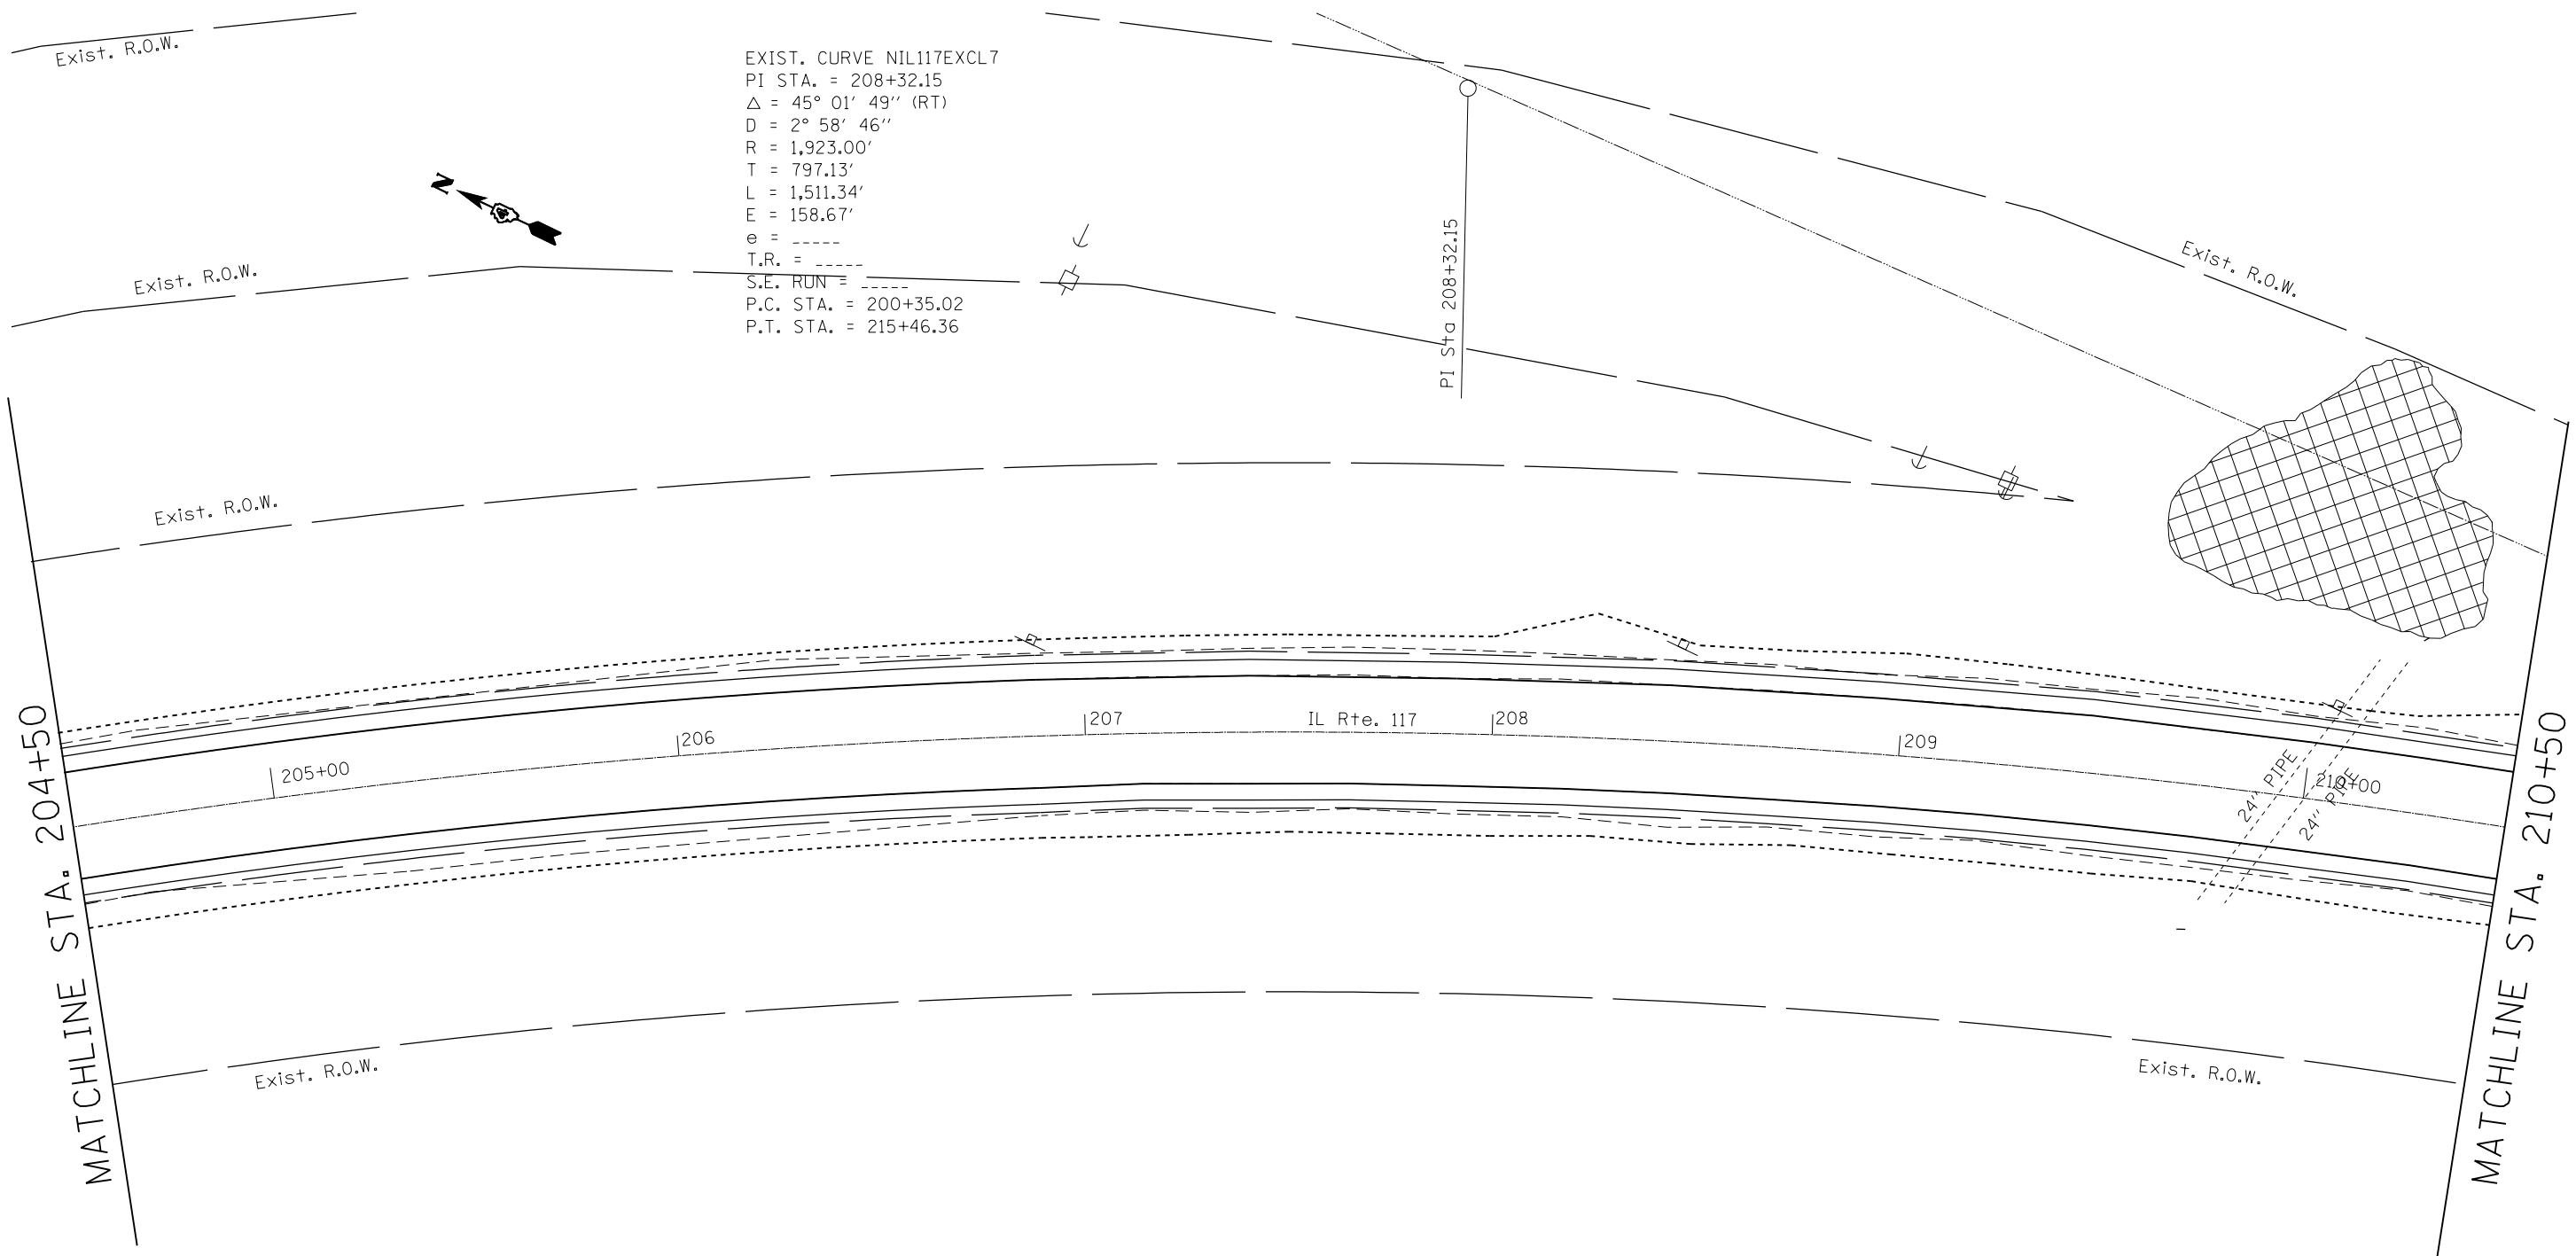 Exist. R.O.W.
EXIST. CURVE NIL117EXCL7
PI STA. = 208+32.15
Δ = 45° 01' 49'' (RT)
D = 2° 58' 46''
R = 1,923.00'
T = 797.13'
L = 1,511.34'
E = 158.67'
e = -----
T.R. = -----
S.E. RUN = -----
P.C. STA. = 200+35.02
P.T. STA. = 215+46.36
N
Exist. R.O.W.
PI Sta 208+32.15
Exist. R.O.W.
Exist. R.O.W.
MATCHLINE STA. 204+50
205+00
206
207
IL Rte. 117
208
209
210+00
24'' PIPE
24'' PIPE
MATCHLINE STA. 210+50
Exist. R.O.W.
Exist. R.O.W.